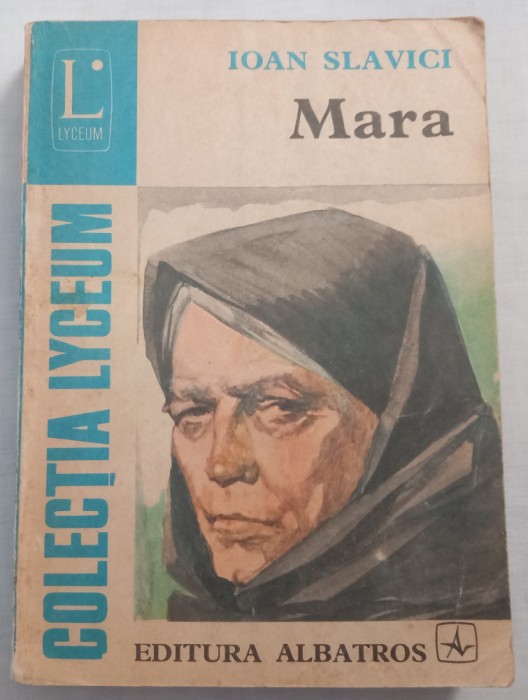 L
LYCEUM
IOAN SLAVICI
Mara
COLECȚIA LYCEUM
EDITURA ALBATROS